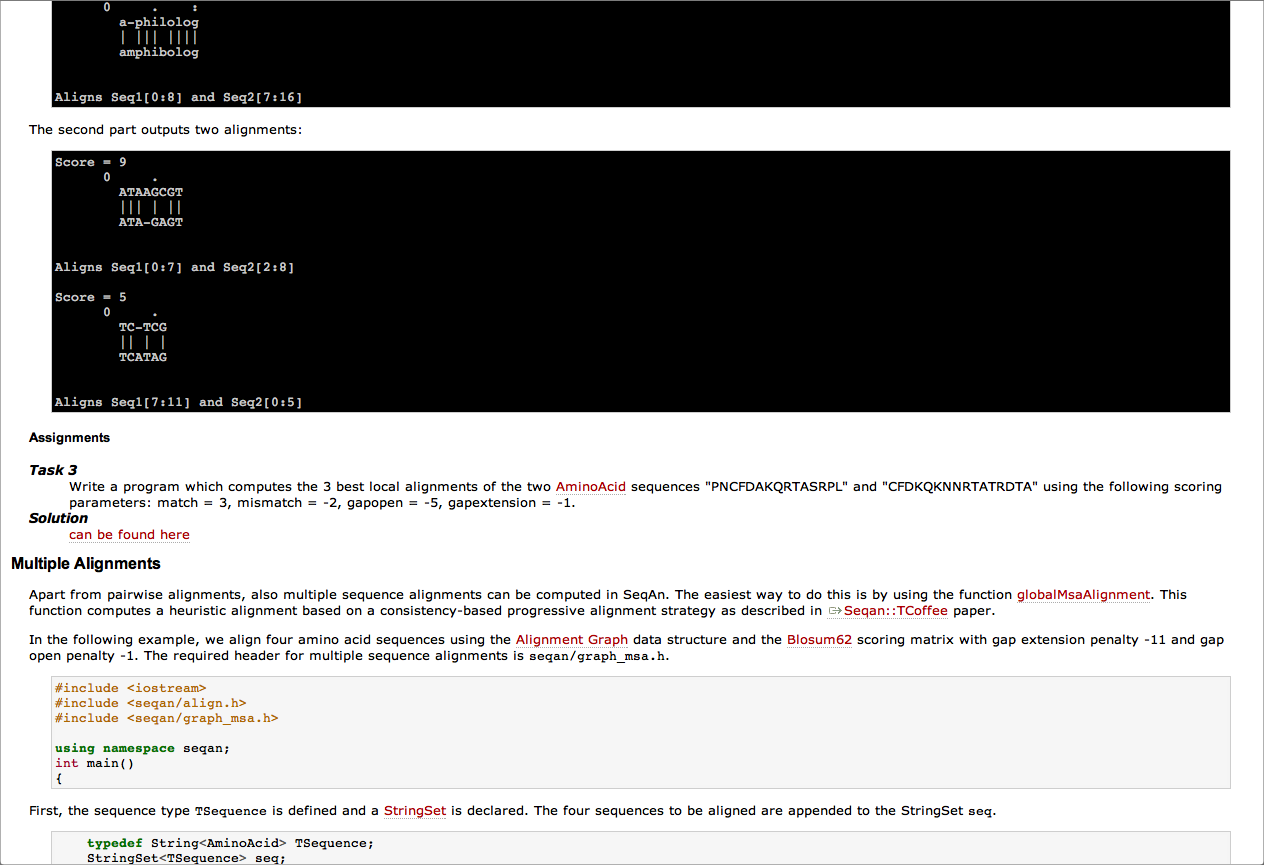 0     .    :
a-philolog
| ||| ||||
amphibolog
Aligns Seq1[0:8] and Seq2[7:16]
The second part outputs two alignments:
Score = 9
0     .
ATAAGCGT
||| | ||
ATA-GAGT
Aligns Seq1[0:7] and Seq2[2:8]
Score = 5
0     .
TC-TCG
|| | |
TCATAG
Aligns Seq1[7:11] and Seq2[0:5]
Assignments
Task 3
Write a program which computes the 3 best local alignments of the two AminoAcid sequences "PNCFDAKQRTASRPL" and "CFDKQKNNRTATRDTA" using the following scoring
parameters: match = 3, mismatch = -2, gapopen = -5, gapextension = -1.
Solution
can be found here
Multiple Alignments
Apart from pairwise alignments, also multiple sequence alignments can be computed in SeqAn. The easiest way to do this is by using the function globalMsaAlignment. This
function computes a heuristic alignment based on a consistency-based progressive alignment strategy as described in Seqan::TCoffee paper.
In the following example, we align four amino acid sequences using the Alignment Graph data structure and the Blosum62 scoring matrix with gap extension penalty -11 and gap
open penalty -1. The required header for multiple sequence alignments is seqan/graph_msa.h.
#include <iostream>
#include <seqan/align.h>
#include <seqan/graph_msa.h>
using namespace seqan;
int main()
{
First, the sequence type TSequence is defined and a StringSet is declared. The four sequences to be aligned are appended to the StringSet seq.
typedef String<AminoAcid> TSequence;
StringSet<TSequence> seq;